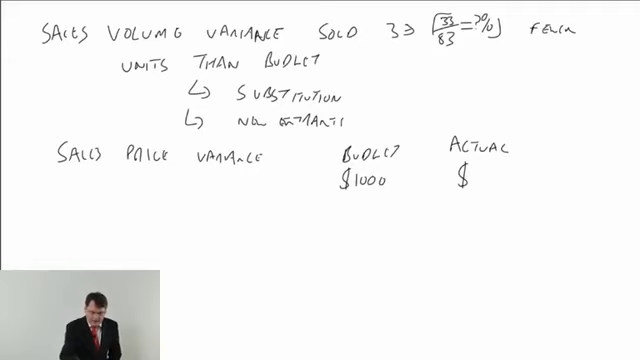 SALES VOLUME VARIANCE SOLD 33 [33/83 = ?%] FEWER
UNITS THAN BUDGET
↳ SUBSTITUTION
↳ NEW ENTRANTS
SALES PRICE VARIANCE BUDGET ACTUAL
$1000 $